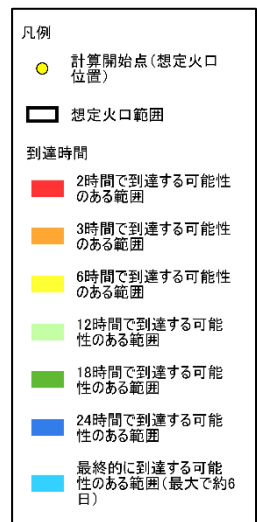 凡例
計算開始点(想定火口
位置)
想定火口範囲
到達時間
2時間で到達する可能性
のある範囲
3時間で到達する可能性
のある範囲
6時間で到達する可能性
のある範囲
12時間で到達する可能
性のある範囲
18時間で到達する可能
性のある範囲
24時間で到達する可能
性のある範囲
最終的に到達する可能
性のある範囲(最大で約6
日)